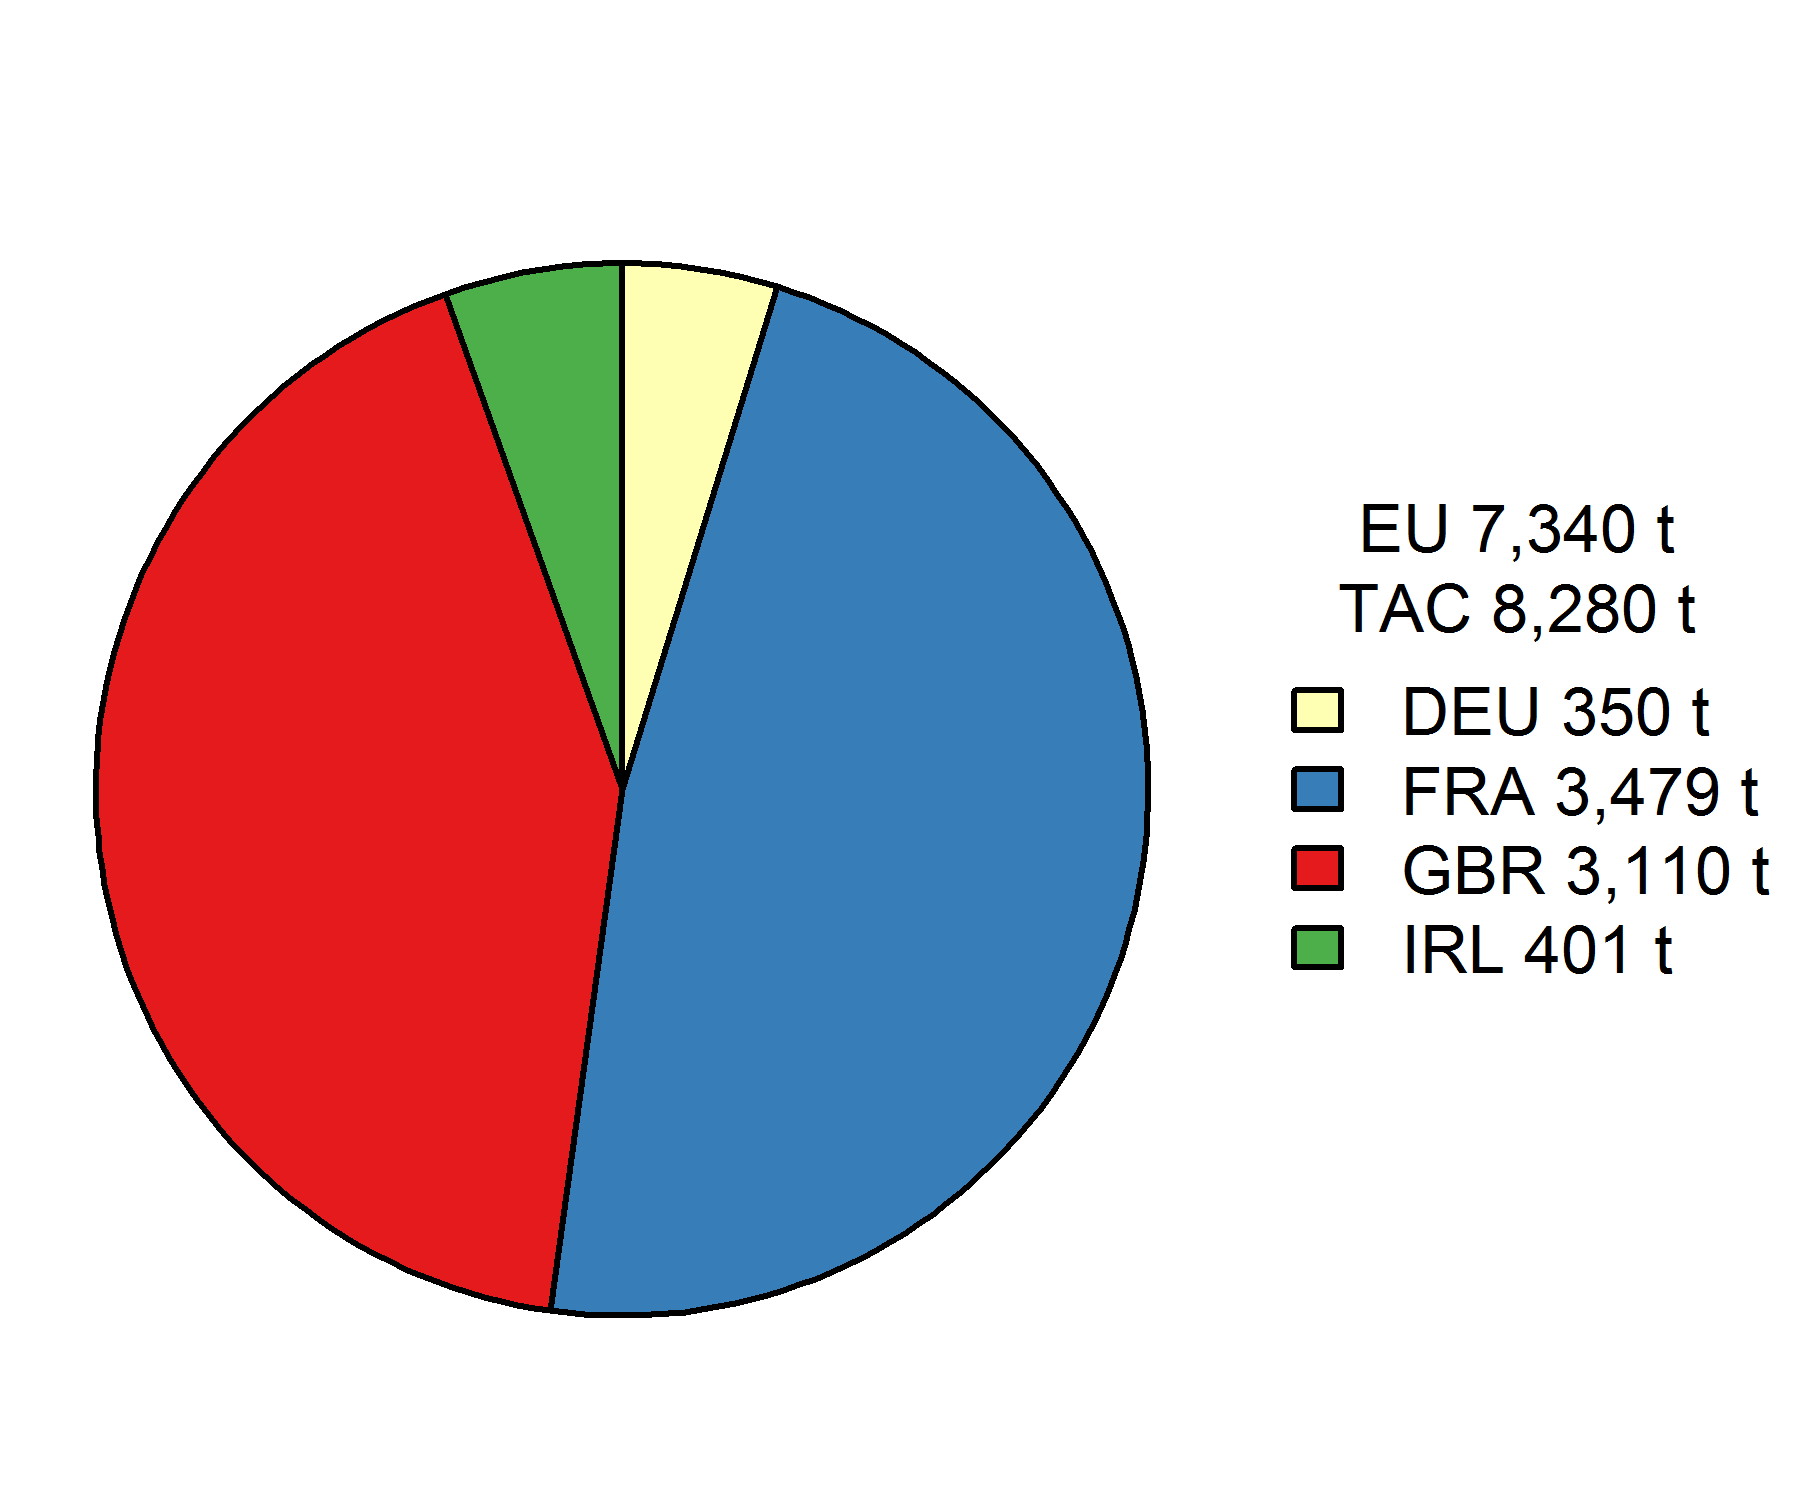 EU 7,340 t
TAC 8,280 t
DEU 350 t
FRA 3,479 t
GBR 3,110 t
IRL 401 t